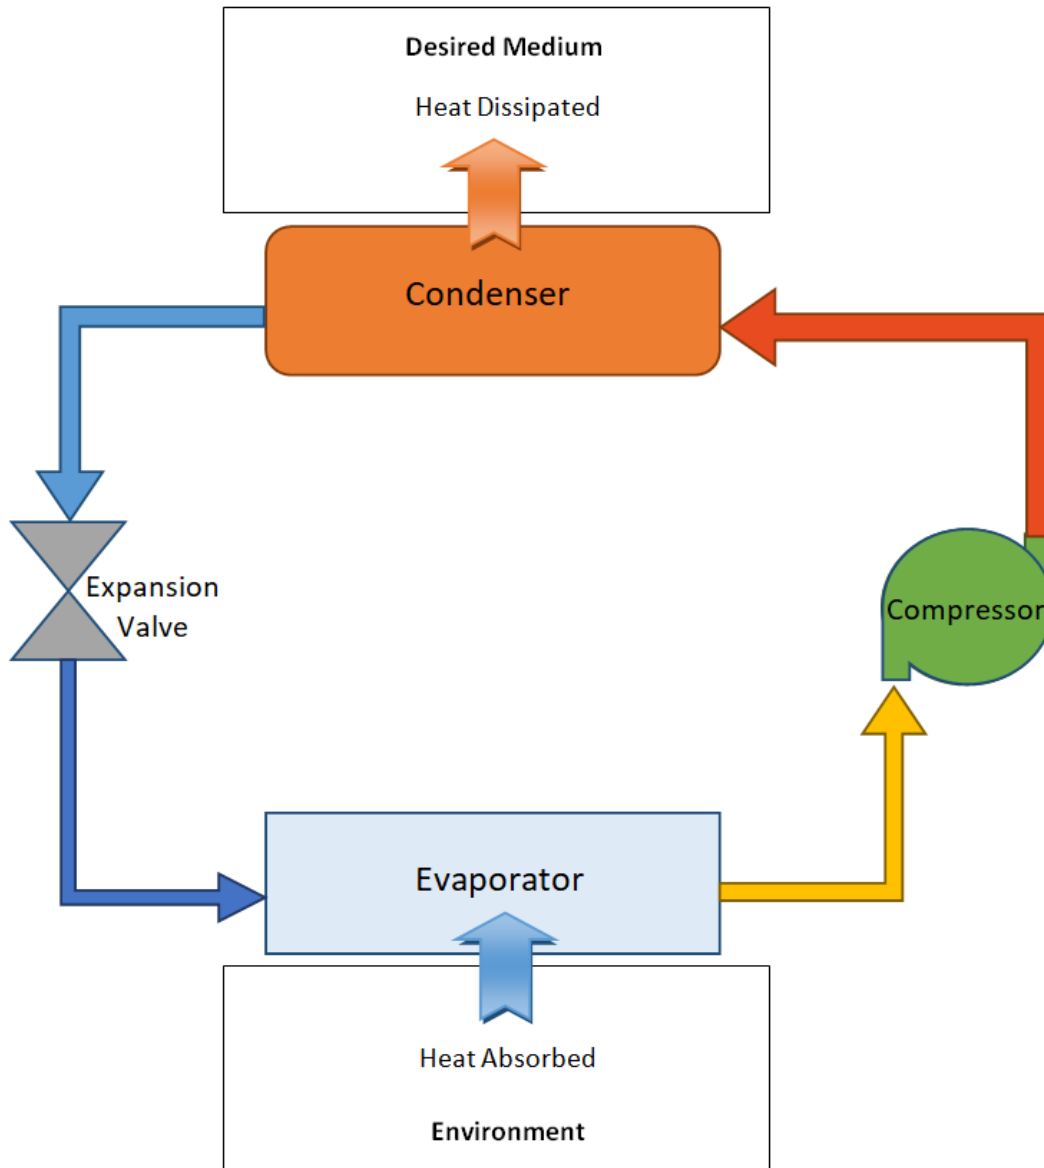 Desired Medium
Heat Dissipated
Condenser
Expansion
Valve
Compressor
Evaporator
Heat Absorbed
Environment